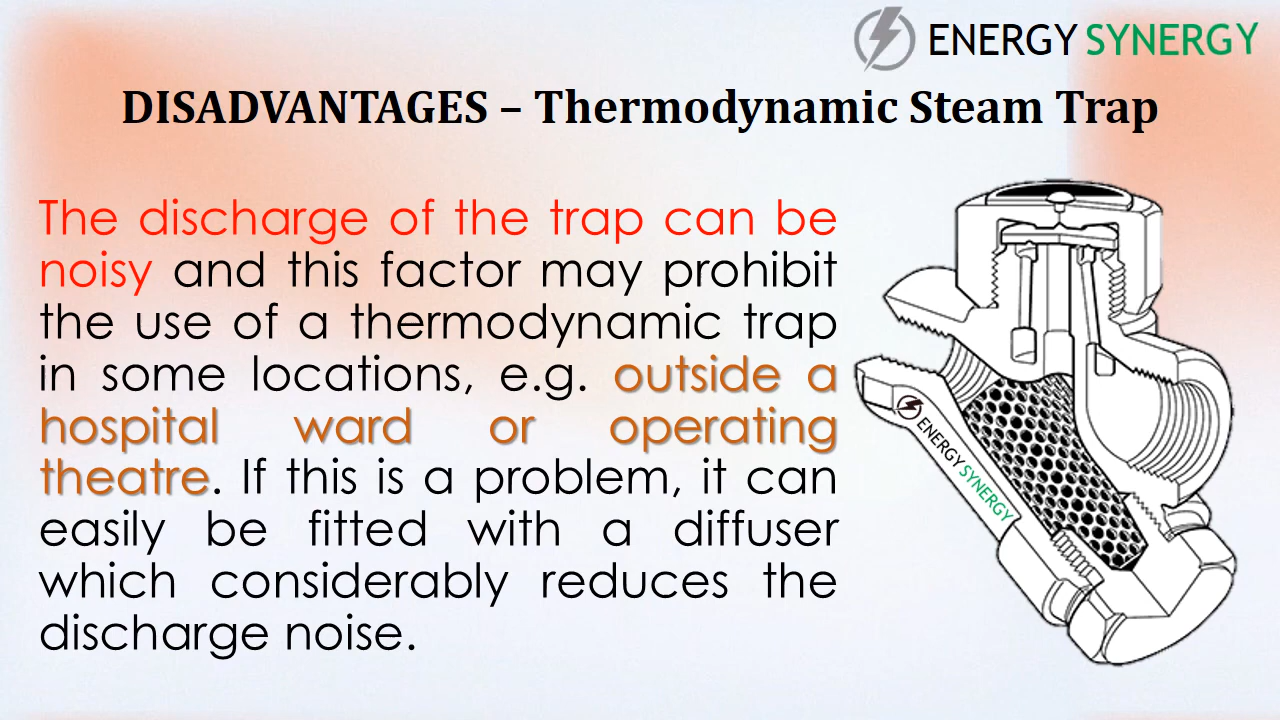 ENERGY SYNERGY
DISADVANTAGES – Thermodynamic Steam Trap
The discharge of the trap can be
noisy and this factor may prohibit
the use of a thermodynamic trap
in some locations, e.g. outside a
hospital ward or operating
theatre. If this is a problem, it can
easily be fitted with a diffuser
which considerably reduces the
discharge noise.
ENERGY SYNERGY